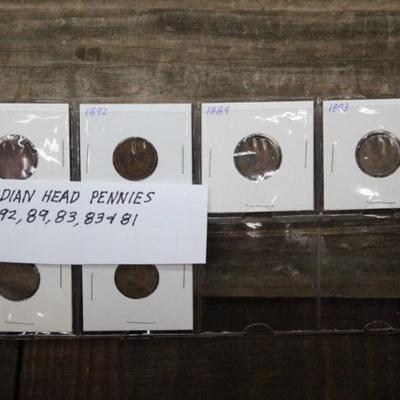 1892
1889
1883
DIAN HEAD PENNIES
92, 89, 83, 83 & 81